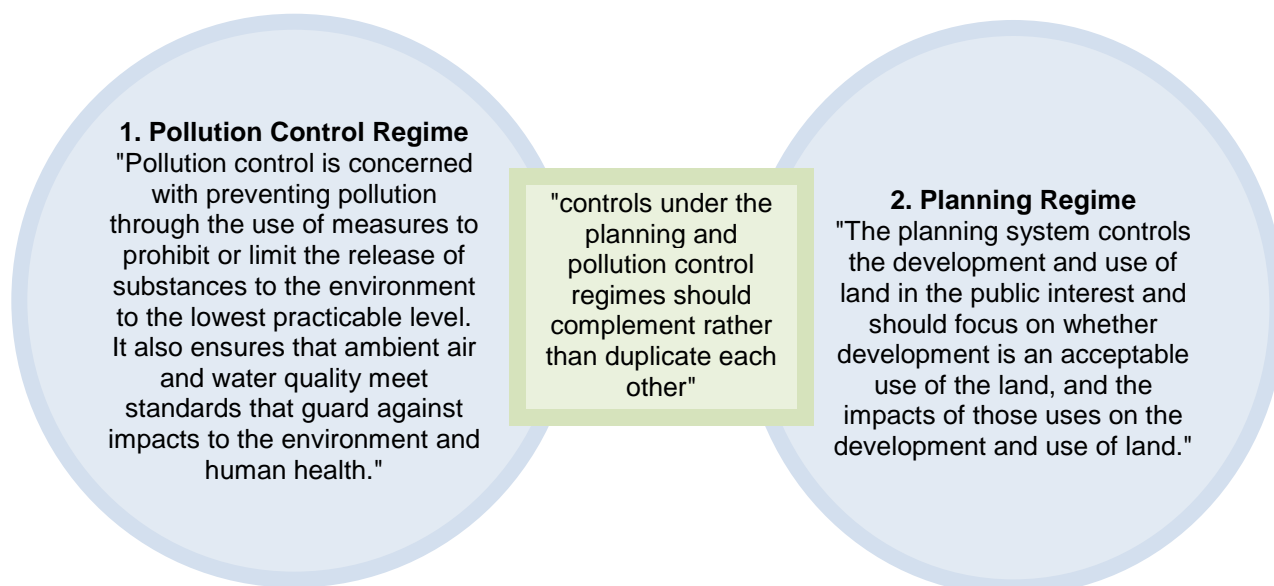 1. Pollution Control Regime
"Pollution control is concerned
with preventing pollution
through the use of measures to
prohibit or limit the release of
substances to the environment
to the lowest practicable level.
It also ensures that ambient air
and water quality meet
standards that guard against
impacts to the environment and
human health."
"controls under the
planning and
pollution control
regimes should
complement rather
than duplicate each
other"
2. Planning Regime
"The planning system controls
the development and use of
land in the public interest and
should focus on whether
development is an acceptable
use of the land, and the
impacts of those uses on the
development and use of land."